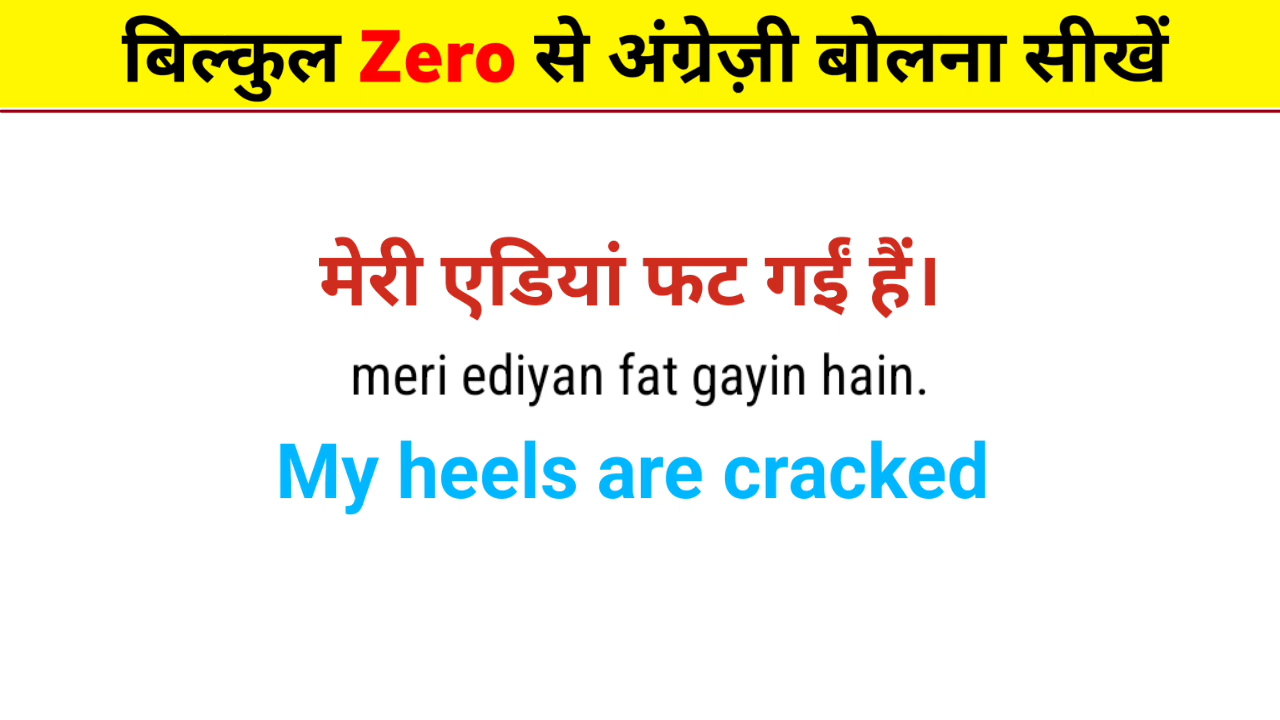 बिल्कुल Zero से अंग्रेज़ी बोलना सीखें
मेरी एडियां फट गईं हैं।
meri ediyan fat gayin hain.
My heels are cracked